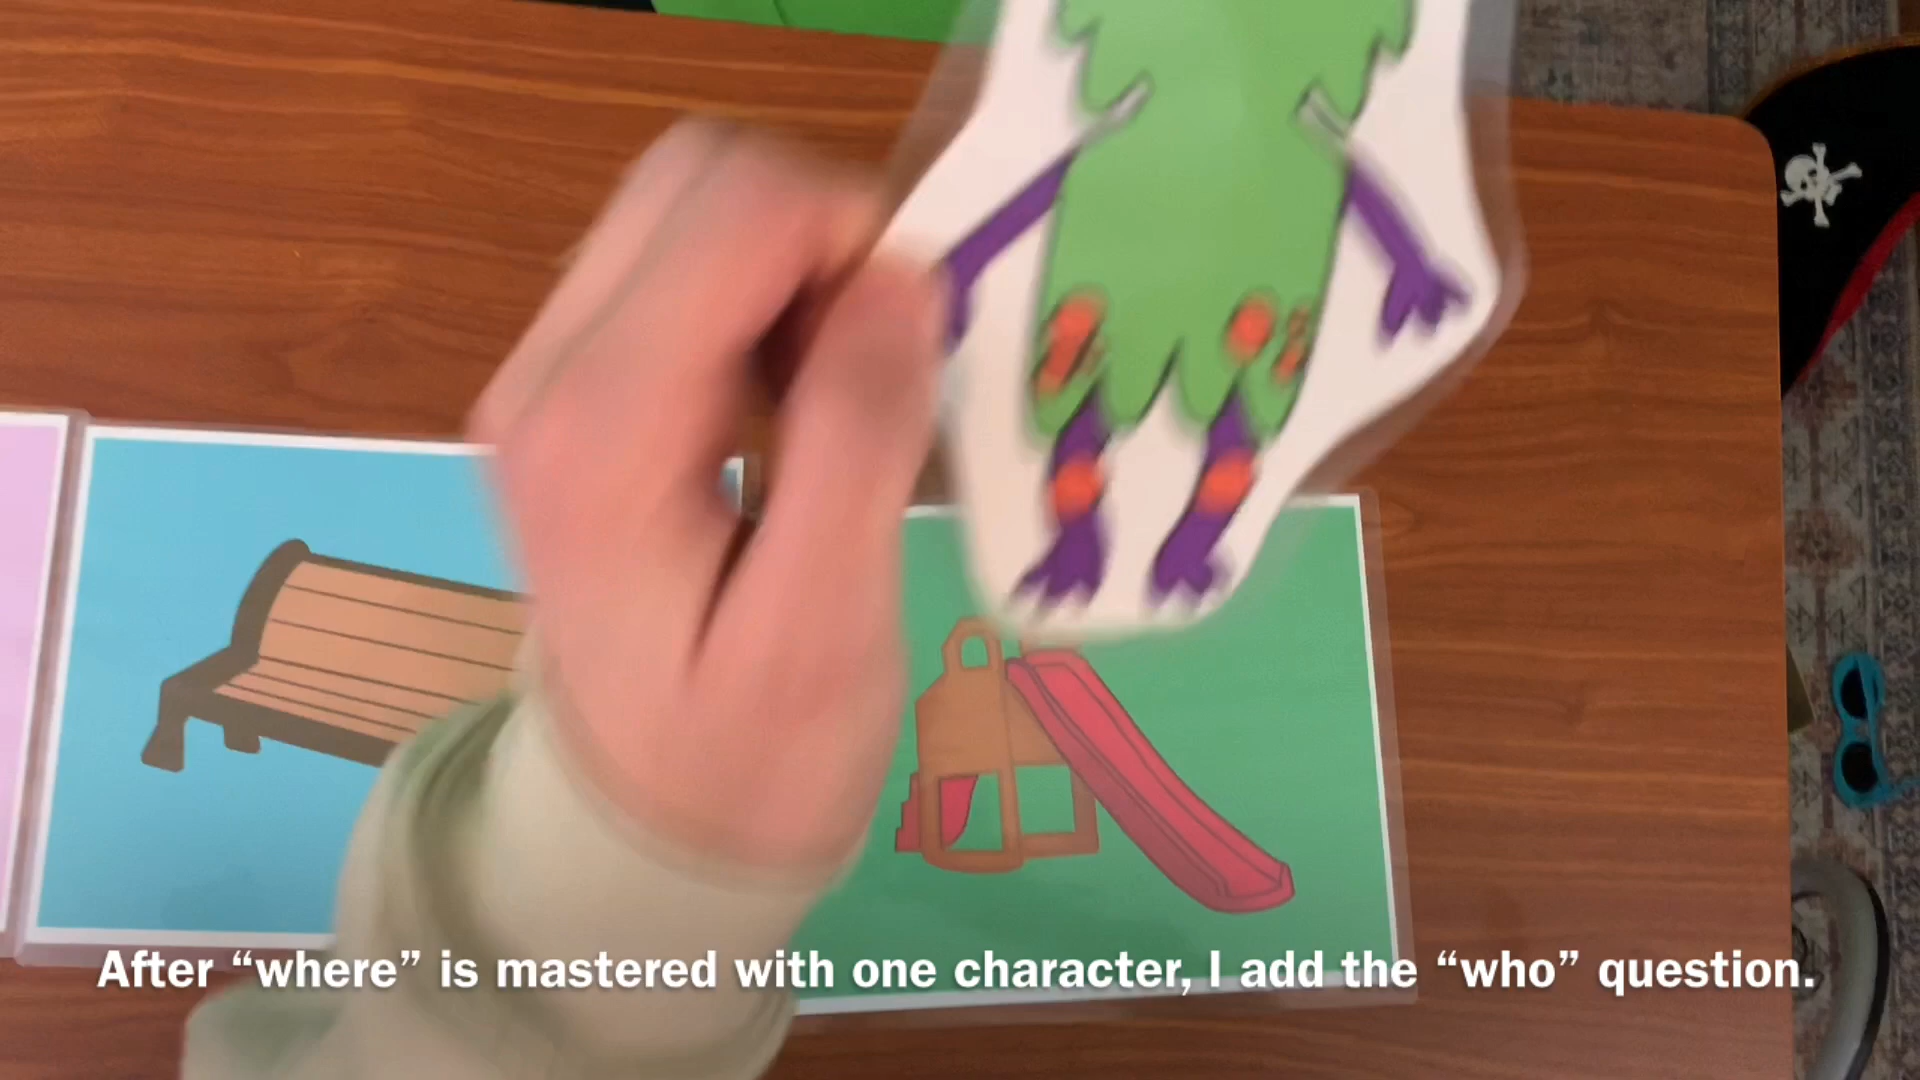 After “where” is mastered with one character, I add the “who” question.